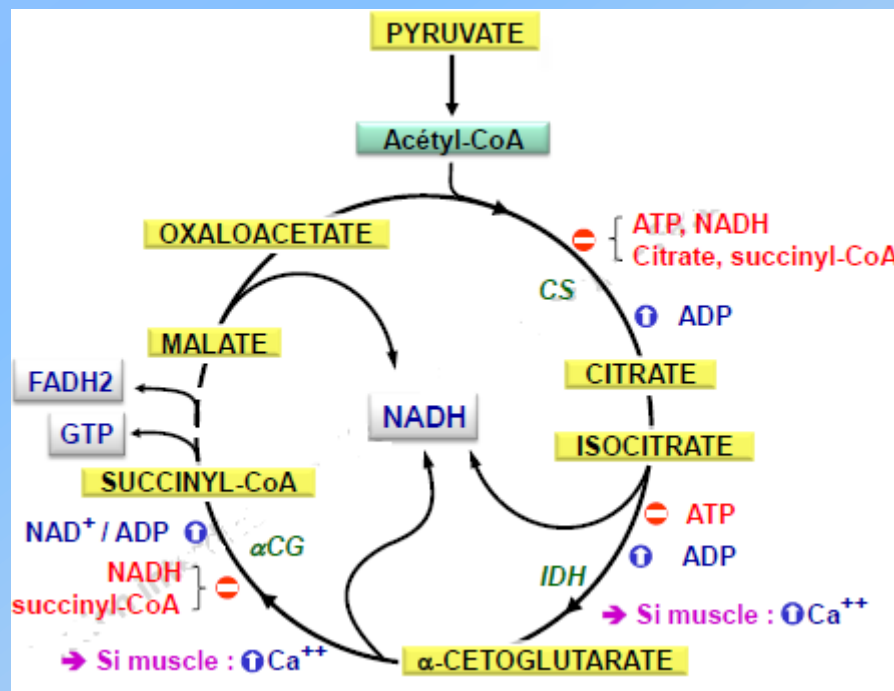 PYRUVATE
Acétyl-CoA
OXALOACETATE
ATP, NADH
Citrate, succinyl-CoA
CS
ADP
MALATE
CITRATE
FADH2
NADH
GTP
ISOCITRATE
SUCCINYL-CoA
ATP
NAD+ / ADP
αCG
ADP
NADH
succinyl-CoA
IDH
➔ Si muscle : Ca++
➔ Si muscle : Ca++
α-CETOGLUTARATE